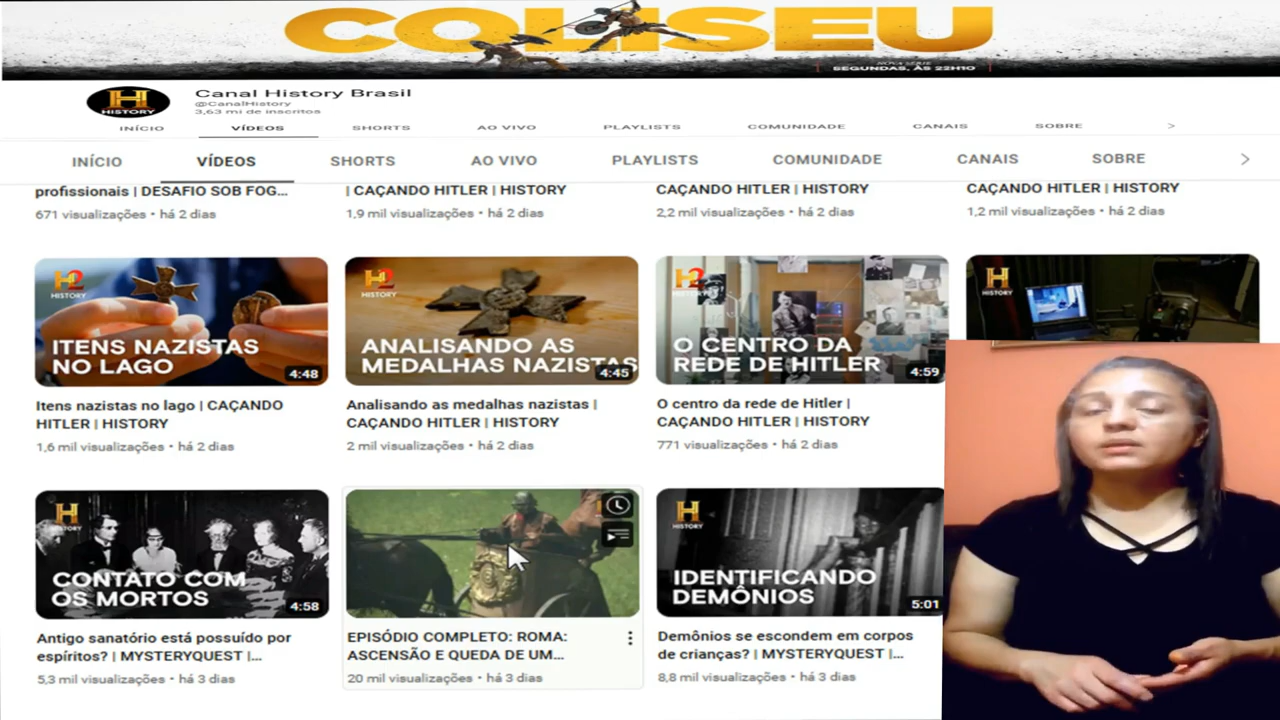 COLISEU
NOVA SÉRIE
SEGUNDAS, ÀS 22H10
H
HISTORY
Canal History Brasil
@CanalHistory
3,63 mi de inscritos
INÍCIO VÍDEOS SHORTS AO VIVO PLAYLISTS COMUNIDADE CANAIS SOBRE >
INÍCIO VÍDEOS SHORTS AO VIVO PLAYLISTS COMUNIDADE CANAIS SOBRE >
profissionais | DESAFIO SOB FOG...
671 visualizações • há 2 dias
| CAÇANDO HITLER | HISTORY
1,9 mil visualizações • há 2 dias
CAÇANDO HITLER | HISTORY
2,2 mil visualizações • há 2 dias
CAÇANDO HITLER | HISTORY
1,2 mil visualizações • há 2 dias
H2
HISTORY
ITENS NAZISTAS
NO LAGO
4:48
Itens nazistas no lago | CAÇANDO
HITLER | HISTORY
1,6 mil visualizações • há 2 dias
H2
HISTORY
ANALISANDO AS
MEDALHAS NAZISTAS
4:45
Analisando as medalhas nazistas |
CAÇANDO HITLER | HISTORY
2 mil visualizações • há 2 dias
H2
HISTORY
O CENTRO DA
REDE DE HITLER
4:59
O centro da rede de Hitler |
CAÇANDO HITLER | HISTORY
771 visualizações • há 2 dias
H
HISTORY
H
HISTORY
CONTATO COM
OS MORTOS
4:58
Antigo sanatório está possuído por
espíritos? | MYSTERYQUEST |...
5,3 mil visualizações • há 3 dias
EPISÓDIO COMPLETO: ROMA:
ASCENSÃO E QUEDA DE UM...
20 mil visualizações • há 3 dias
H
HISTORY
IDENTIFICANDO
DEMÔNIOS
5:01
Demônios se escondem em corpos
de crianças? | MYSTERYQUEST |...
8,8 mil visualizações • há 3 dias